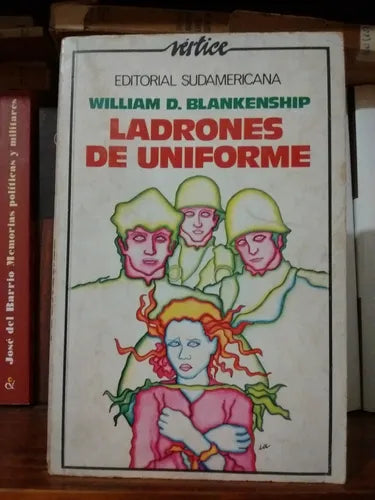 vértice
EDITORIAL SUDAMERICANA
WILLIAM D. BLANKENSHIP
LADRONES
DE UNIFORME
José del Barrio Memorias políticas y militares